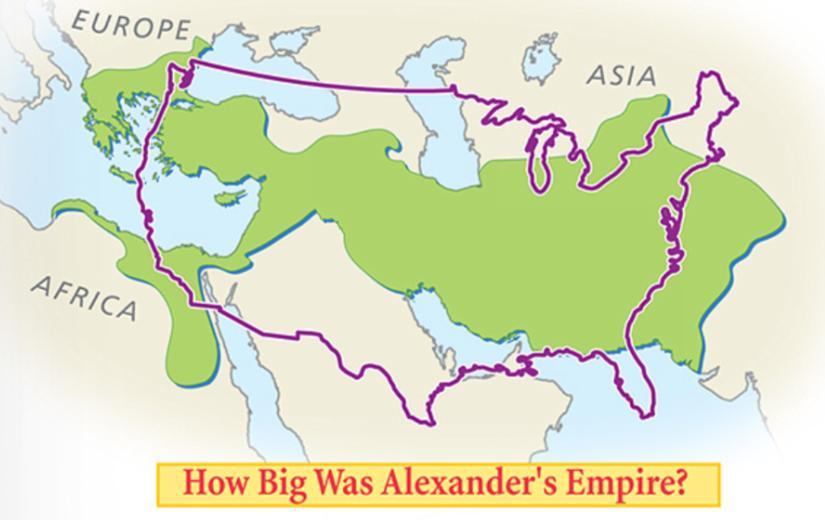 EUROPE
ASIA
AFRICA
How Big Was Alexander's Empire?